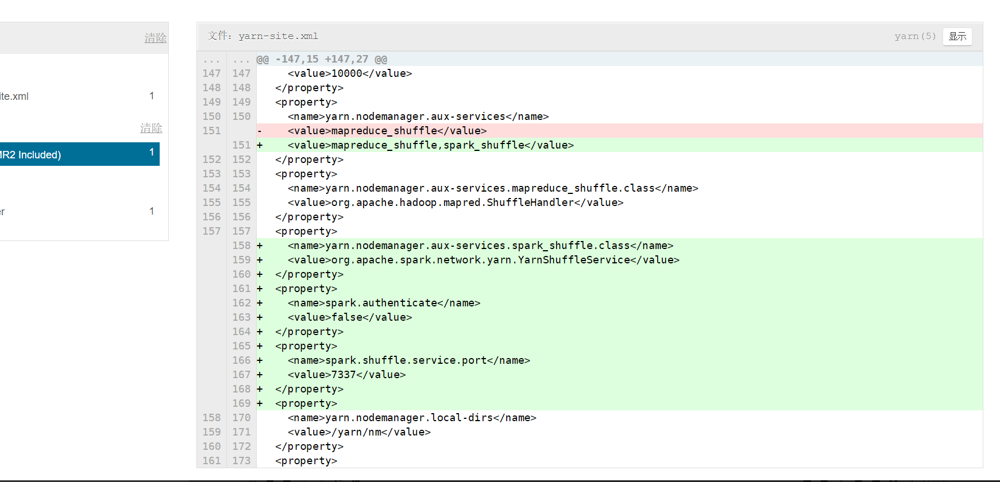 清除
ite.xml 1
清除
MR2 Included) 1
er 1
文件: yarn-site.xml yarn(5) 显示
... ... @@ -147,15 +147,27 @@
147 147 <value>10000</value>
148 148 </property>
149 149 <property>
150 150 <name>yarn.nodemanager.aux-services</name>
151 - <value>mapreduce_shuffle</value>
151 + <value>mapreduce_shuffle,spark_shuffle</value>
152 152 </property>
153 153 <property>
154 154 <name>yarn.nodemanager.aux-services.mapreduce_shuffle.class</name>
155 155 <value>org.apache.hadoop.mapred.ShuffleHandler</value>
156 156 </property>
157 157 <property>
158 + <name>yarn.nodemanager.aux-services.spark_shuffle.class</name>
159 + <value>org.apache.spark.network.yarn.YarnShuffleService</value>
160 + </property>
161 + <property>
162 + <name>spark.authenticate</name>
163 + <value>false</value>
164 + </property>
165 + <property>
166 + <name>spark.shuffle.service.port</name>
167 + <value>7337</value>
168 + </property>
169 + <property>
158 170 <name>yarn.nodemanager.local-dirs</name>
159 171 <value>/yarn/nm</value>
160 172 </property>
161 173 <property>